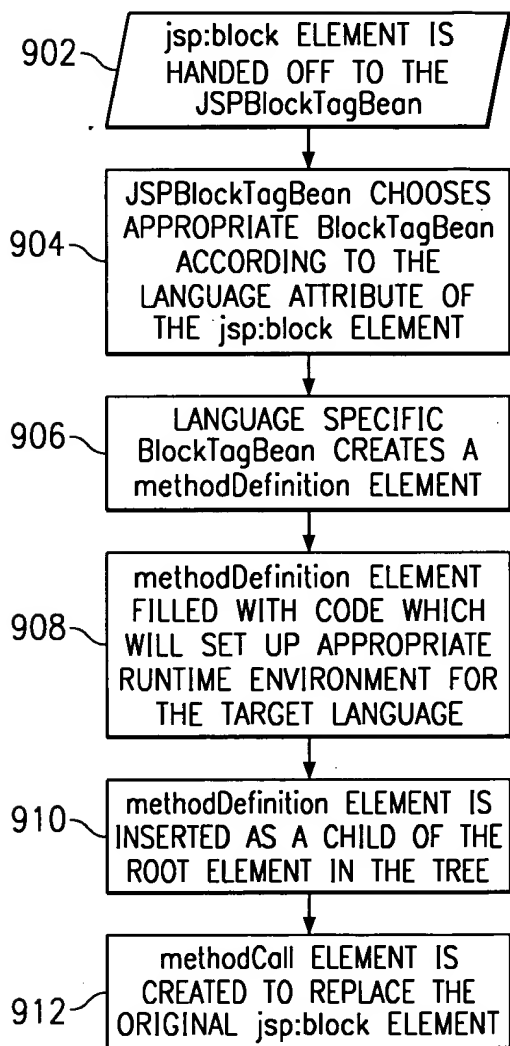 902
jsp:block ELEMENT IS
HANDED OFF TO THE
JSPBlockTagBean
904
JSPBlockTagBean CHOOSES
APPROPRIATE BlockTagBean
ACCORDING TO THE
LANGUAGE ATTRIBUTE OF
THE jsp:block ELEMENT
906
LANGUAGE SPECIFIC
BlockTagBean CREATES A
methodDefinition ELEMENT
908
methodDefinition ELEMENT
FILLED WITH CODE WHICH
WILL SET UP APPROPRIATE
RUNTIME ENVIRONMENT FOR
THE TARGET LANGUAGE
910
methodDefinition ELEMENT IS
INSERTED AS A CHILD OF THE
ROOT ELEMENT IN THE TREE
912
methodCall ELEMENT IS
CREATED TO REPLACE THE
ORIGINAL jsp:block ELEMENT